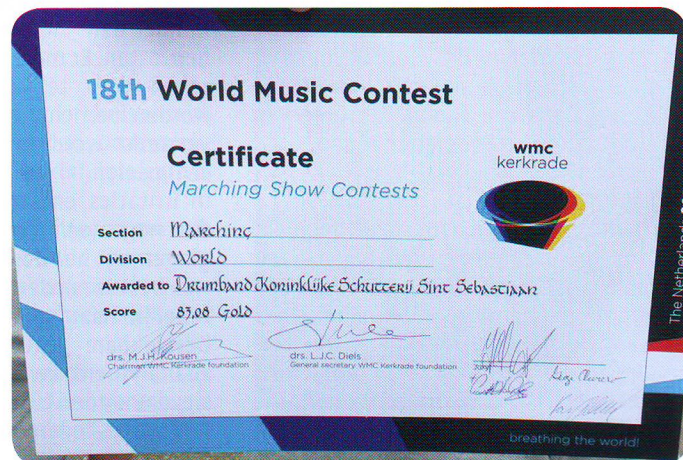 18th World Music Contest
Certificate
Marching Show Contests
wmc
kerkrade
Section Marching
Division World
Awarded to Drumband Koninklijke Schutterij Sint Sebastiaan
Score 83,08 Gold
drs. M.J.H. Kousen
Chairman WMC Kerkrade foundation
drs. L.J.C. Diels
General secretary WMC Kerkrade foundation
Jury
The Netherland
breathing the world!